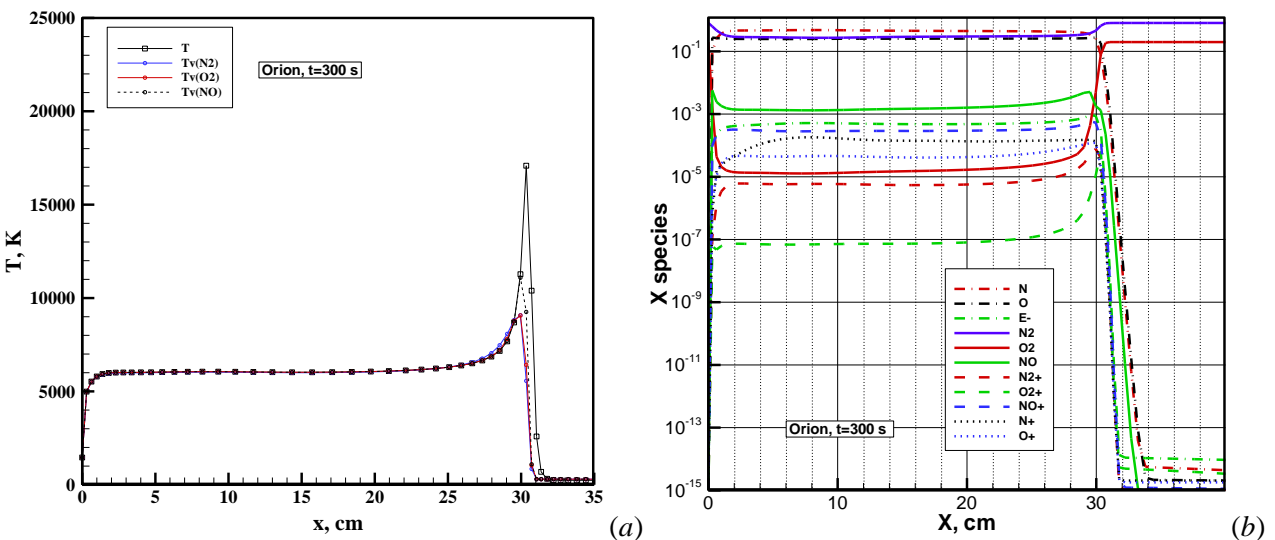 25000
20000
15000
10000
5000
0
T, K
T
Tv(N2)
Tv(O2)
Tv(NO)
Orion, t=300 s
0
5
10
15
20
25
30
35
x, cm
(a)
10-1
10-3
10-5
10-7
10-9
10-11
10-13
10-15
X species
N
O
E-
N2
O2
NO
N2+
O2+
NO+
N+
O+
Orion, t=300 s
0
10
20
30
X, cm
(b)